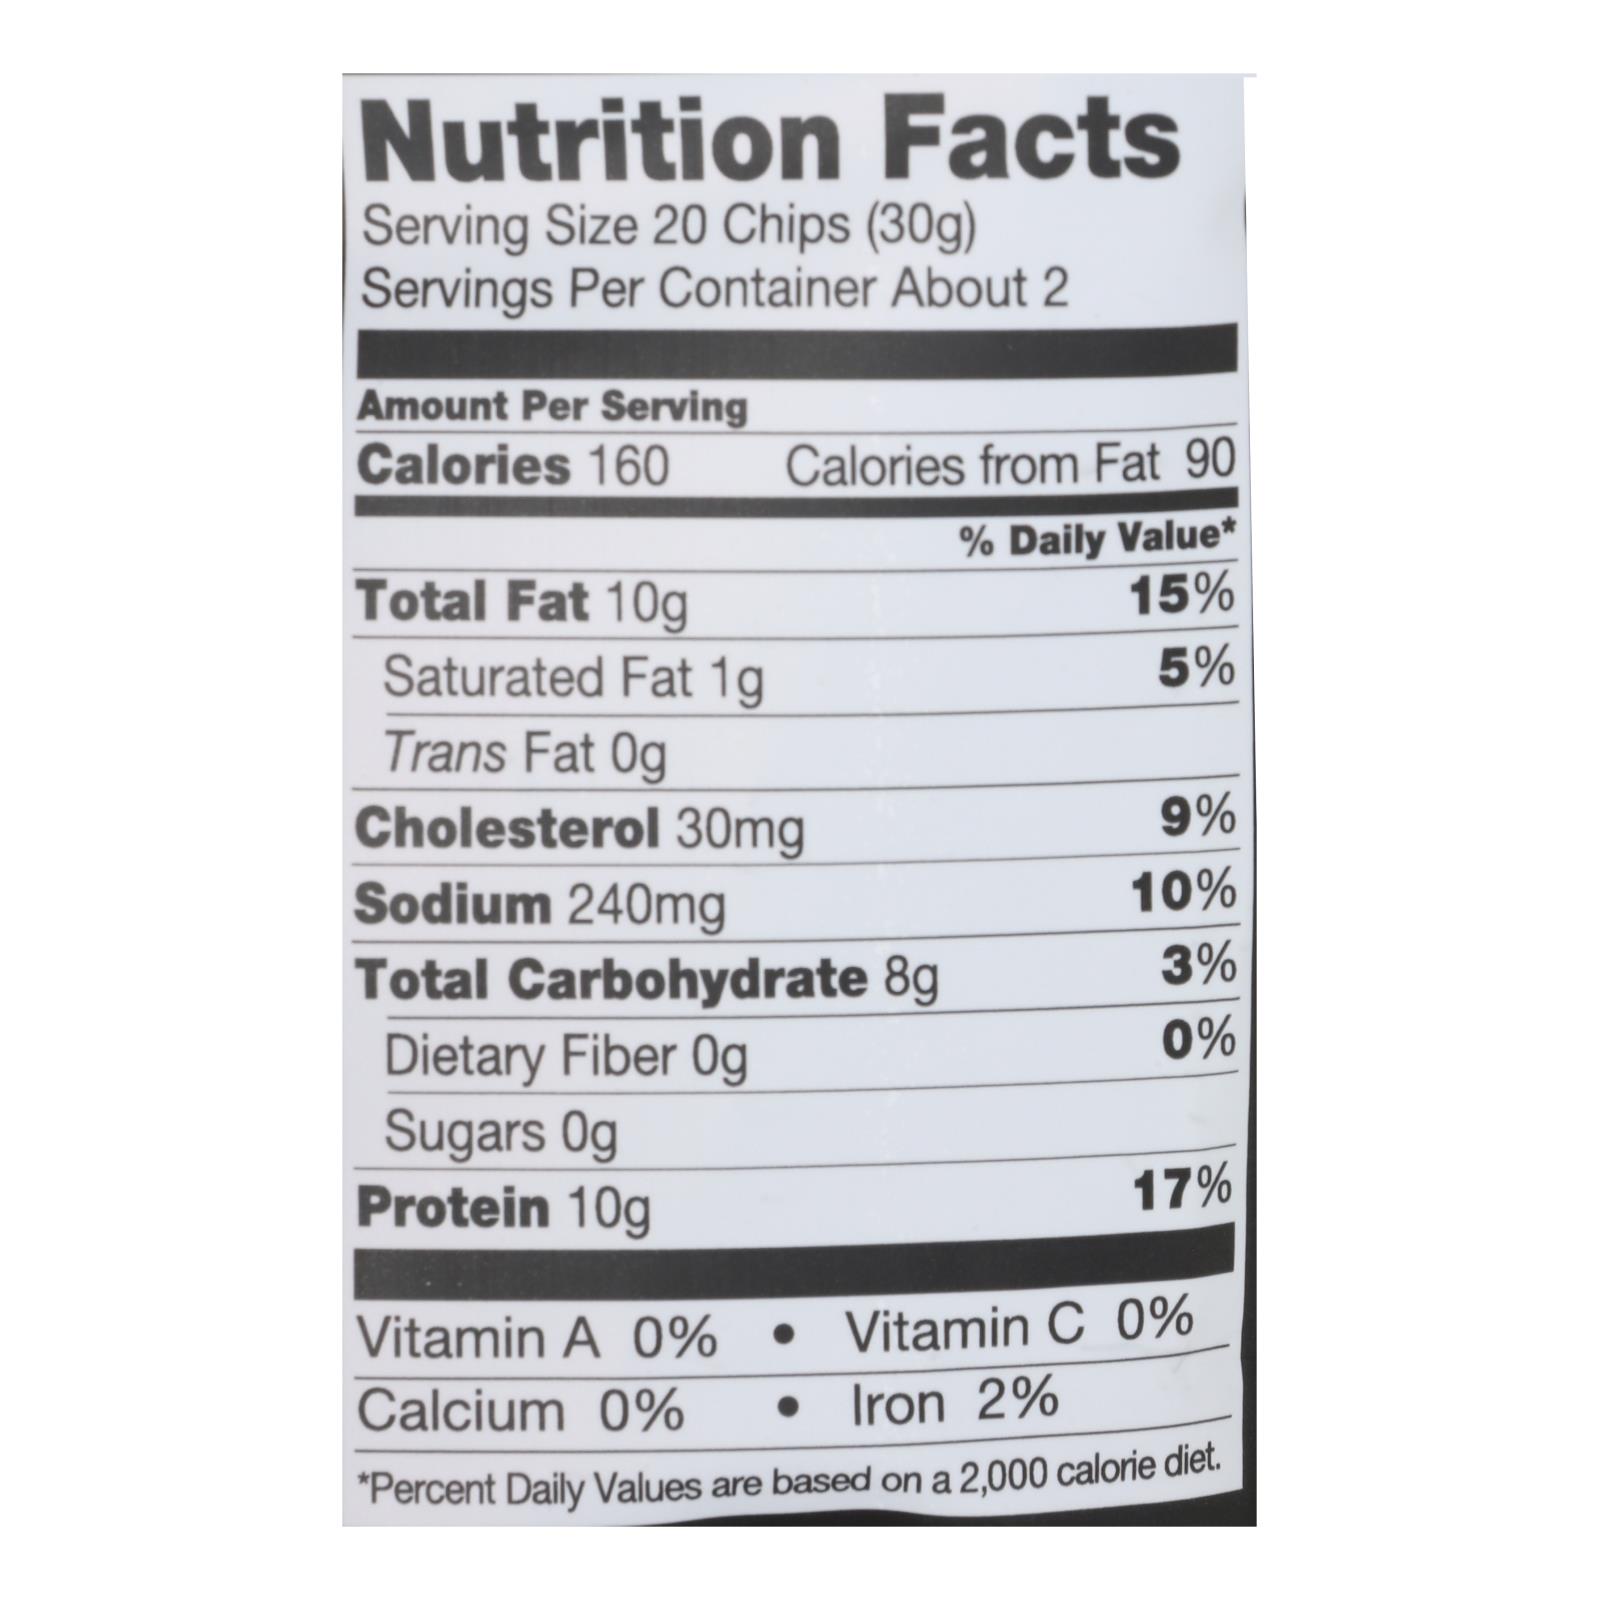 Nutrition Facts
Serving Size 20 Chips (30g)
Servings Per Container About 2
Amount Per Serving
Calories 160 Calories from Fat 90
% Daily Value*
Total Fat 10g 15%
Saturated Fat 1g 5%
Trans Fat 0g
Cholesterol 30mg 9%
Sodium 240mg 10%
Total Carbohydrate 8g 3%
Dietary Fiber 0g 0%
Sugars 0g
Protein 10g 17%
Vitamin A 0% • Vitamin C 0%
Calcium 0% • Iron 2%
*Percent Daily Values are based on a 2,000 calorie diet.